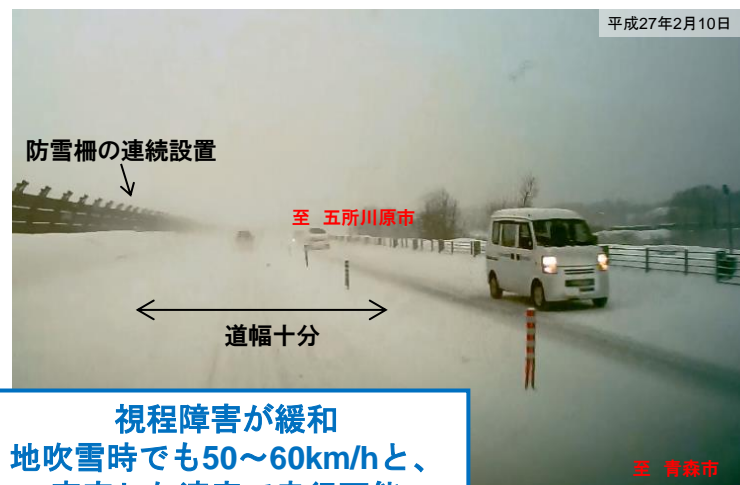 平成27年2月10日
防雪柵の連続設置
至 五所川原市
道幅十分
視程障害が緩和
地吹雪時でも50～60km/hと、
至 青森市